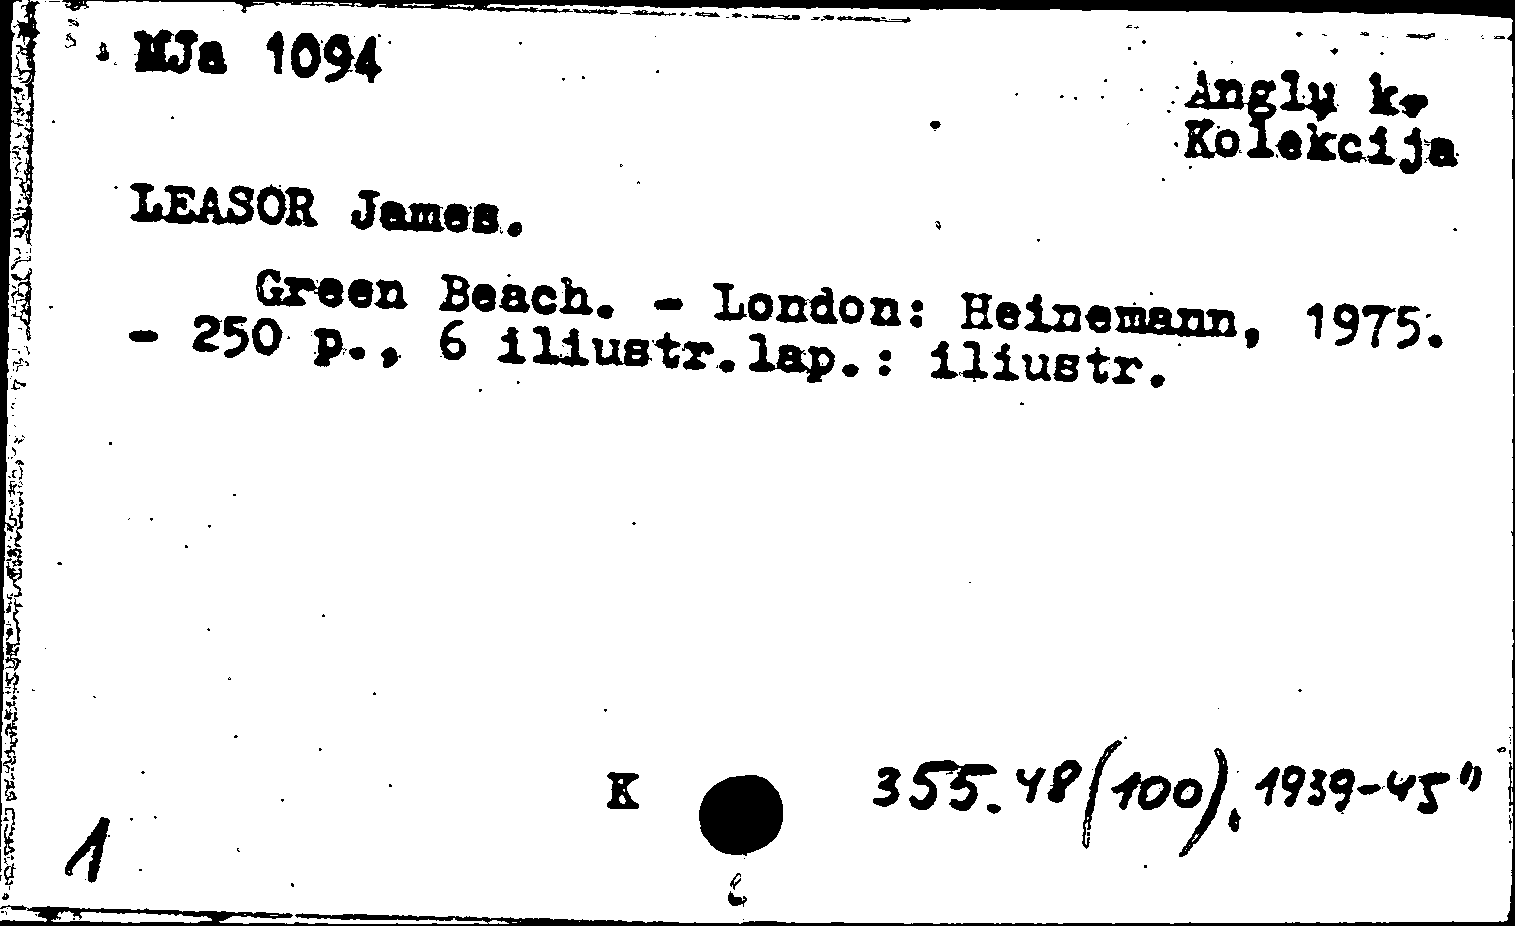 MJa 1094
Anglų k.
Kolekcija
LEASOR James.
Green Beach. - London: Heinemann, 1975.
- 250 p., 6 iliustr.lap.: iliustr.
K
355.48(100)„1939-45"
1